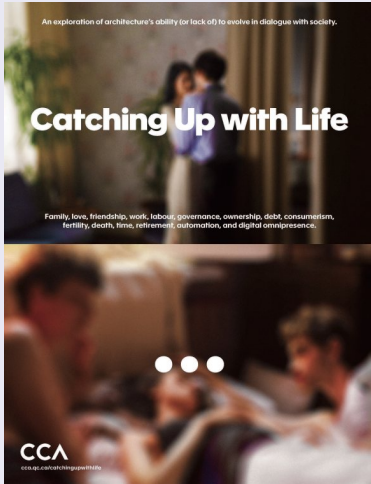 An exploration of architecture's ability (or lack of) to evolve in dialogue with society.
Catching Up with Life
Family, love, friendship, work, labour, governance, ownership, debt, consumerism,
fertility, death, time, retirement, automation, and digital omnipresence.
CCA
cca.qc.ca/catchingupwithlife